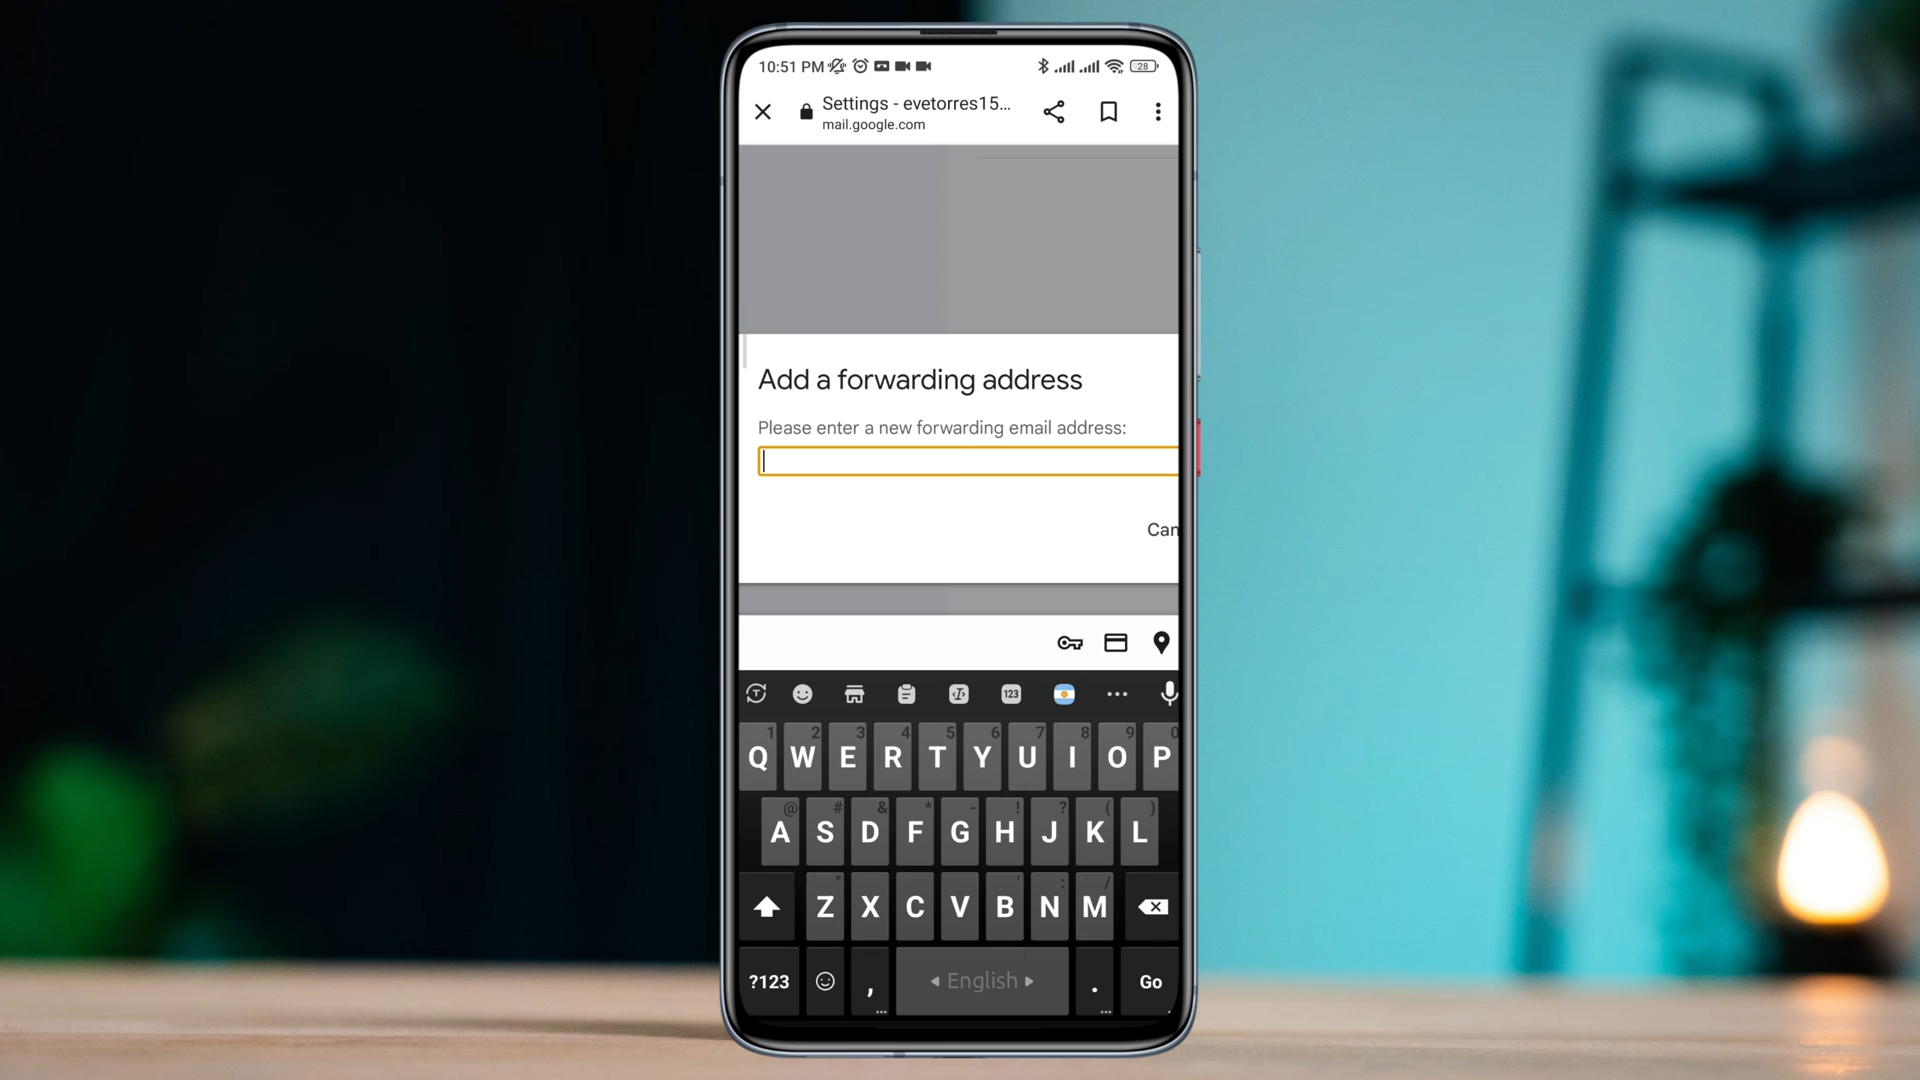 10:51 PM 28
Settings - evetorres15...
mail.google.com
Add a forwarding address
Please enter a new forwarding email address:
Can
123
1 2 3 4 5 6 7 8 9 0
Q W E R T Y U I O P
@ # & * - ! ? ( )
A S D F G H J K L
" ' : /
Z X C V B N M
?123 , English . Go